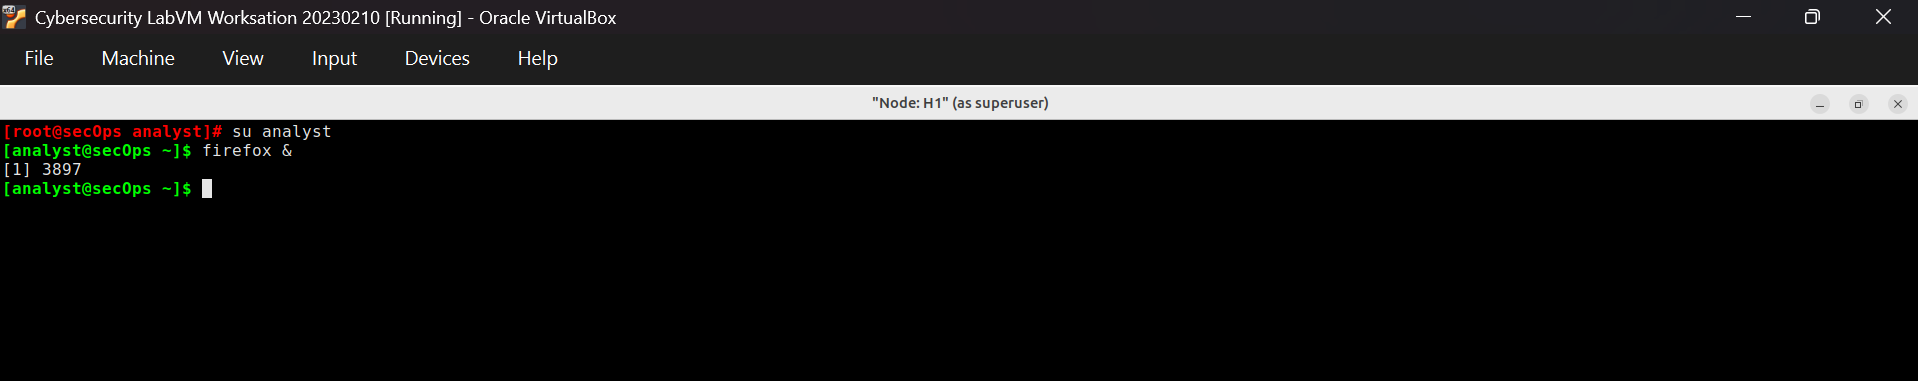 Cybersecurity LabVM Worksation 20230210 [Running] - Oracle VirtualBox
File Machine View Input Devices Help
"Node: H1" (as superuser)
[root@secOps analyst]# su analyst
[analyst@secOps ~]$ firefox &
[1] 3897
[analyst@secOps ~]$